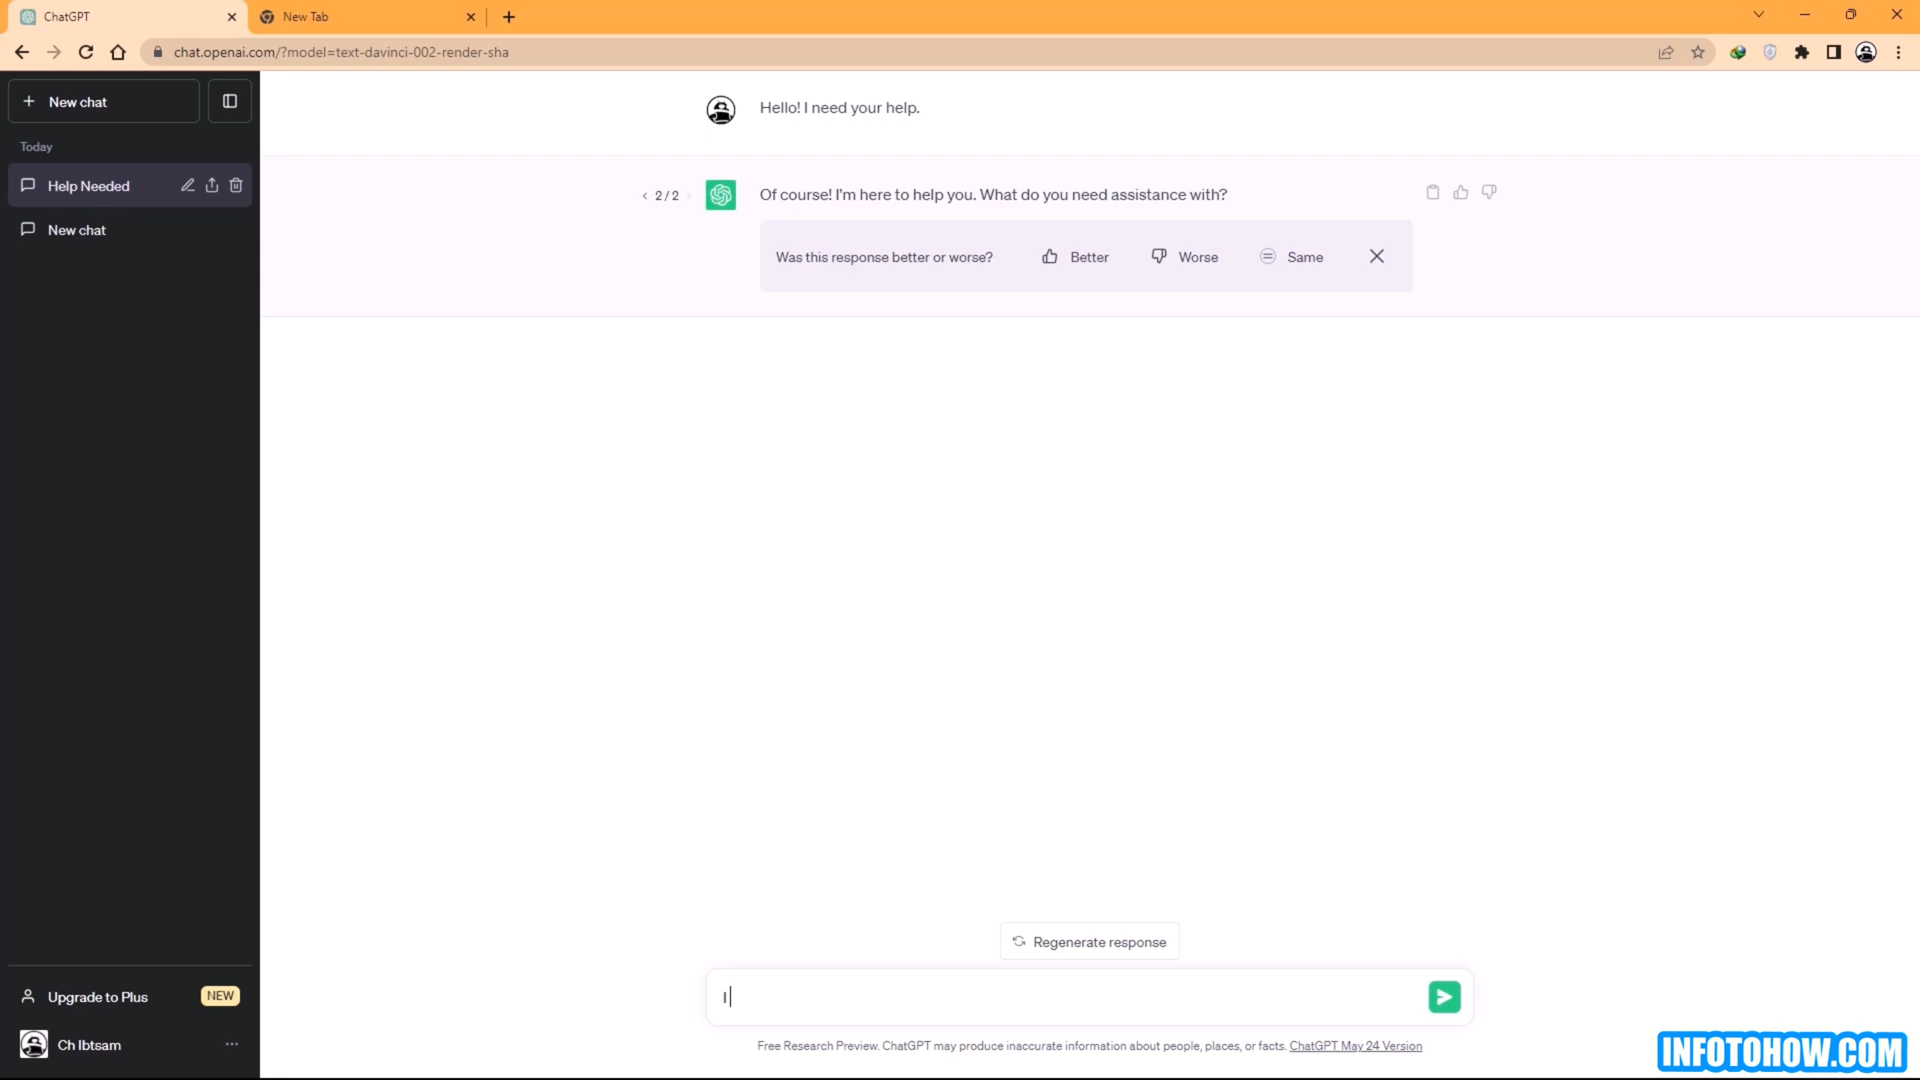 ChatGPT
New Tab
chat.openai.com/?model=text-davinci-002-render-sha
New chat
Today
Help Needed
New chat
Hello! I need your help.
2 / 2
Of course! I'm here to help you. What do you need assistance with?
Was this response better or worse? Better Worse Same
Regenerate response
I
Free Research Preview. ChatGPT may produce inaccurate information about people, places, or facts. ChatGPT May 24 Version
Upgrade to Plus NEW
Ch Ibtsam
INFOTOHOW.COM